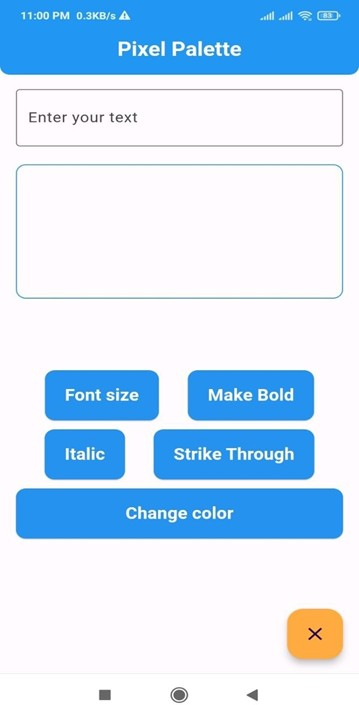 11:00 PM 0.3KB/s 83
Pixel Palette
Enter your text
Font size Make Bold
Italic Strike Through
Change color